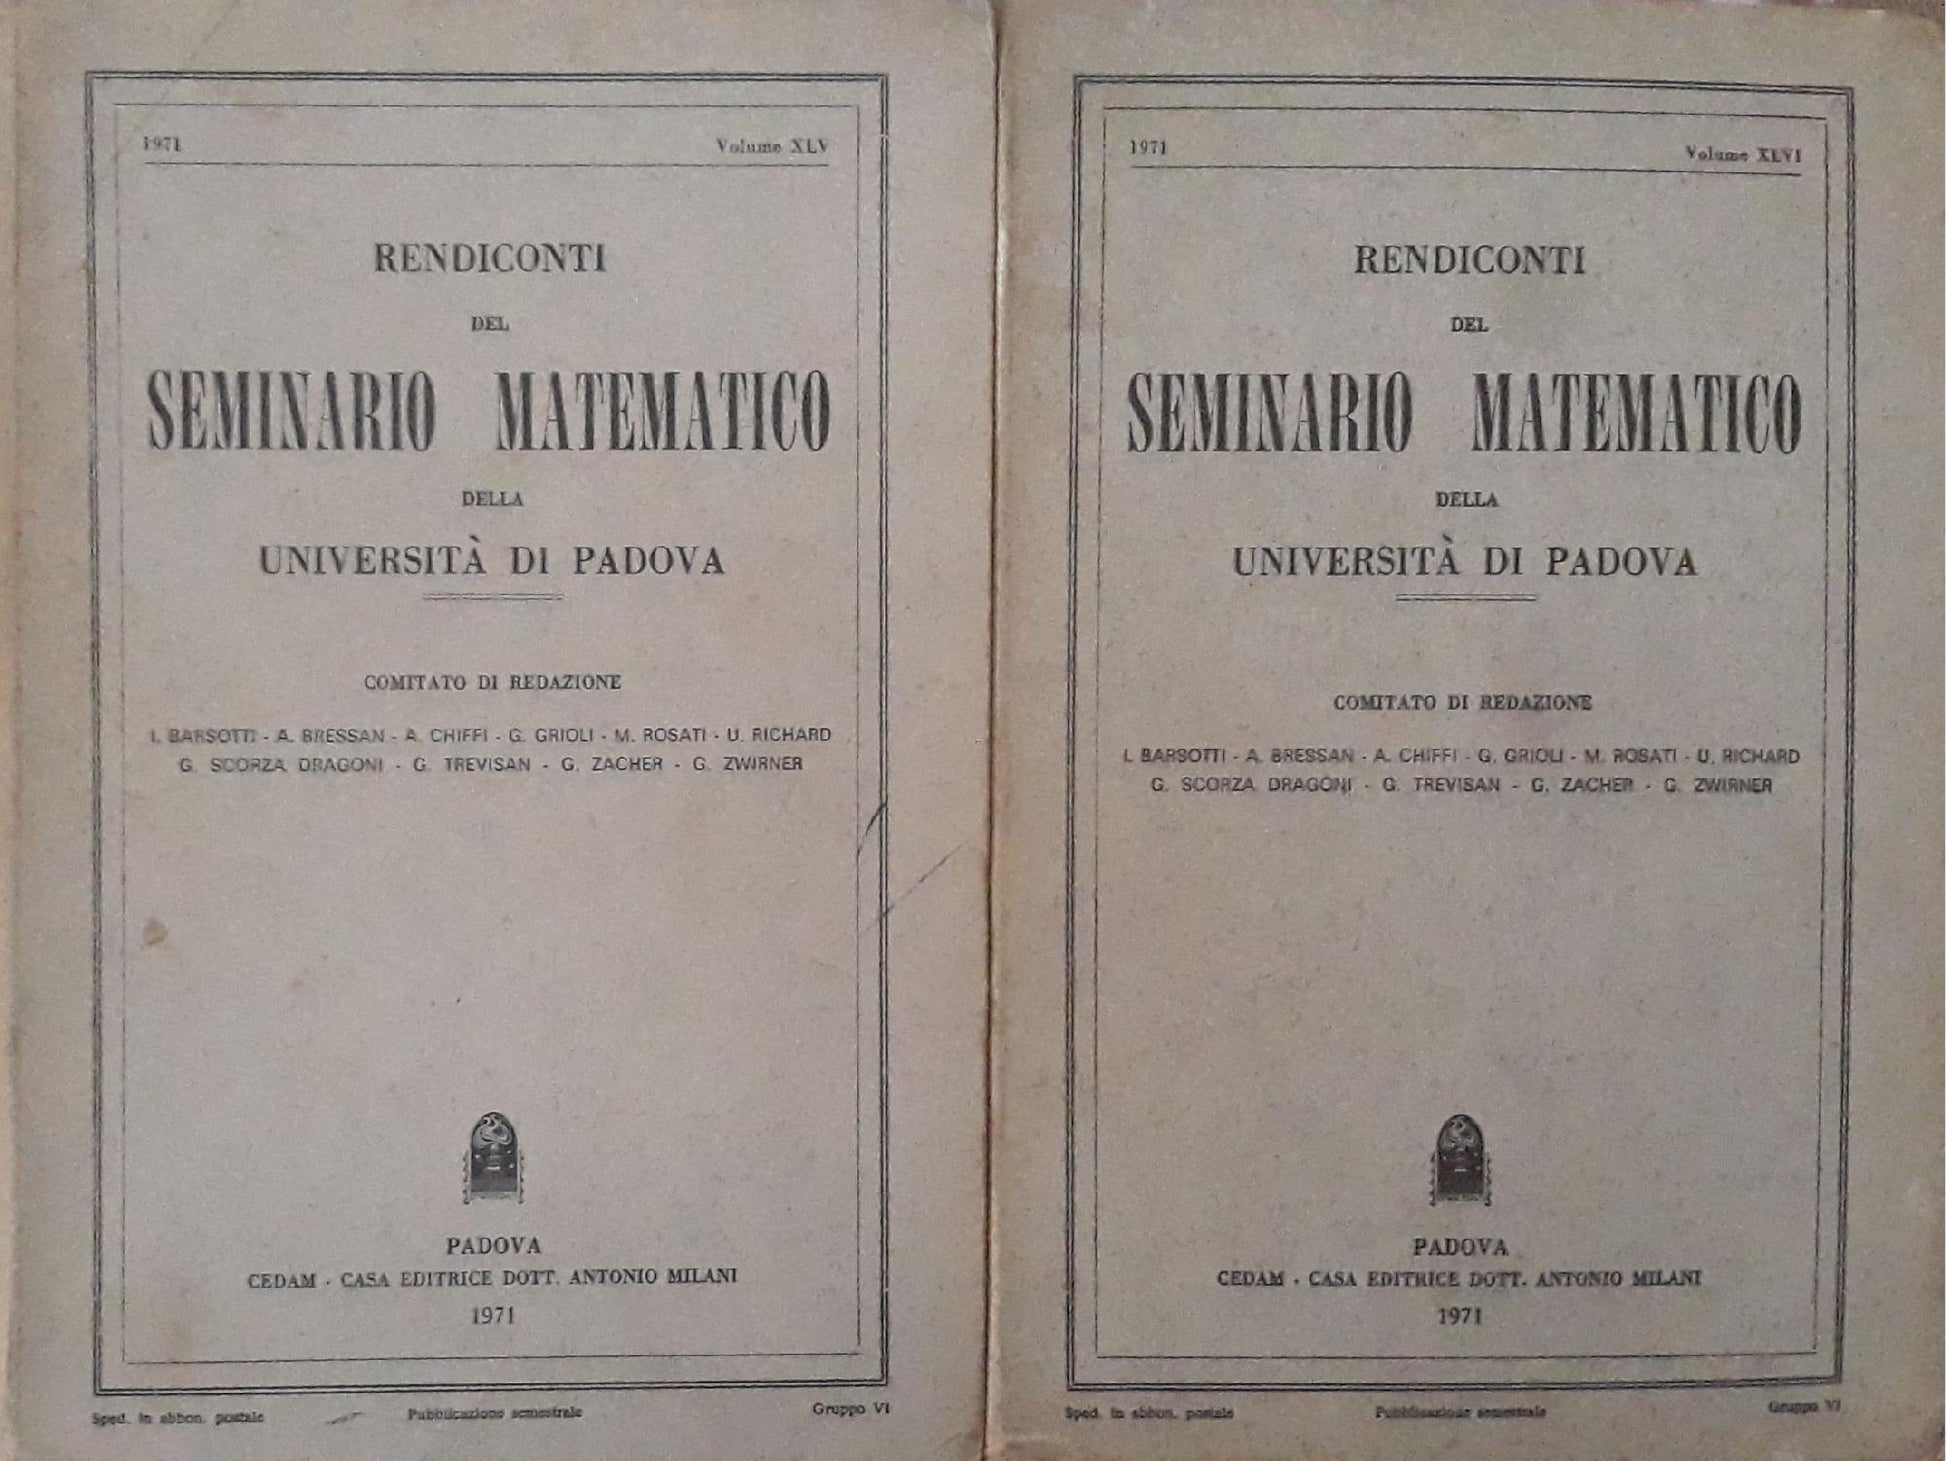 1971 Volume XLV
RENDICONTI
DEL
SEMINARIO MATEMATICO
DELLA
UNIVERSITÀ DI PADOVA
COMITATO DI REDAZIONE
I. BARSOTTI - A. BRESSAN - A. CHIFFI - G. GRIOLI - M. ROSATI - U. RICHARD
G. SCORZA DRAGONI - G. TREVISAN - G. ZACHER - G. ZWIRNER
PADOVA
CEDAM - CASA EDITRICE DOTT. ANTONIO MILANI
1971
Sped. in abbon. postale Pubblicazione semestrale Gruppo VI
1971 Volume XLVI
RENDICONTI
DEL
SEMINARIO MATEMATICO
DELLA
UNIVERSITÀ DI PADOVA
COMITATO DI REDAZIONE
I. BARSOTTI - A. BRESSAN - A. CHIFFI - G. GRIOLI - M. ROSATI - U. RICHARD
G. SCORZA DRAGONI - G. TREVISAN - G. ZACHER - G. ZWIRNER
PADOVA
CEDAM - CASA EDITRICE DOTT. ANTONIO MILANI
1971
Sped. in abbon. postale Pubblicazione semestrale Gruppo VI